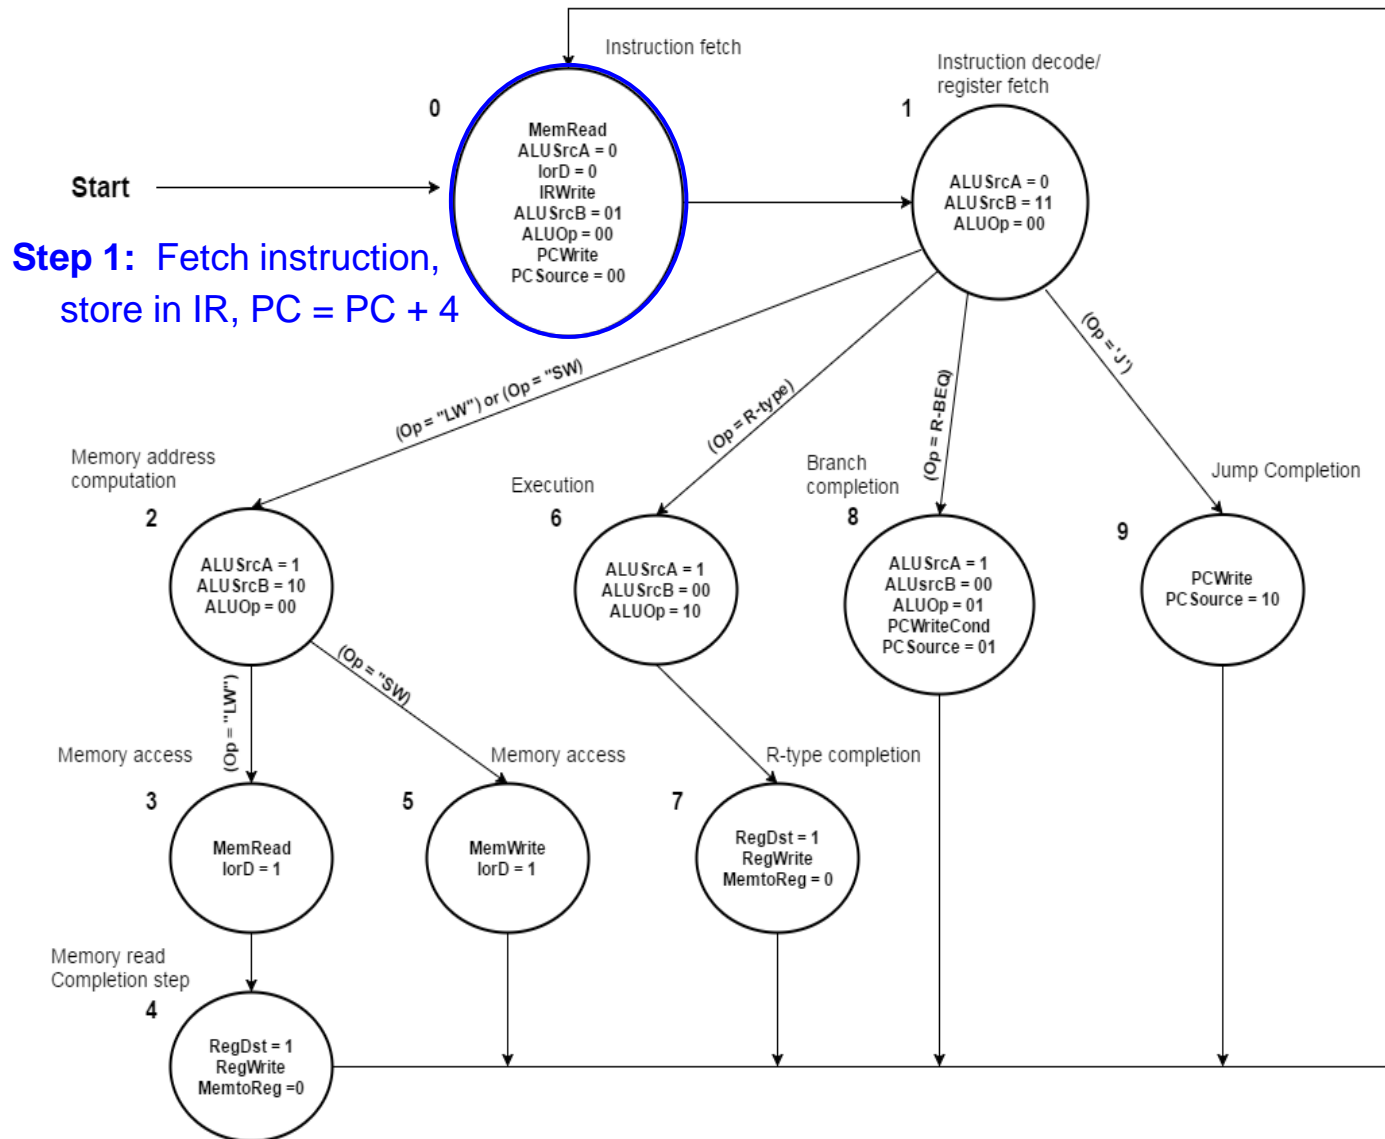 Instruction fetch
Instruction decode/
register fetch
0
1
MemRead
ALUSrcA = 0
IorD = 0
IRWrite
ALUSrcB = 01
ALUOp = 00
PCWrite
PCSource = 00
ALUSrcA = 0
ALUSrcB = 11
ALUOp = 00
Start
Step 1: Fetch instruction,
store in IR, PC = PC + 4
(Op = "LW") or (Op = "SW)
(Op = R-type)
(Op = R-BEQ)
(Op = 'J')
Memory address
computation
2
ALUSrcA = 1
ALUSrcB = 10
ALUOp = 00
Execution
6
ALUSrcA = 1
ALUSrcB = 00
ALUOp = 10
Branch
completion
8
ALUSrcA = 1
ALUsrcB = 00
ALUOp = 01
PCWriteCond
PCSource = 01
Jump Completion
9
PCWrite
PCSource = 10
(Op = "LW")
(Op = "SW)
Memory access
3
MemRead
IorD = 1
Memory access
5
MemWrite
IorD = 1
R-type completion
7
RegDst = 1
RegWrite
MemtoReg = 0
Memory read
Completion step
4
RegDst = 1
RegWrite
MemtoReg =0